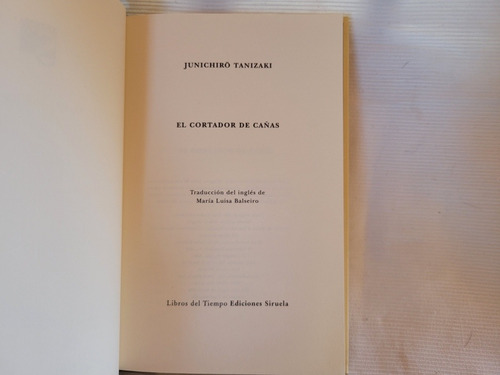 JUNICHIRŌ TANIZAKI
EL CORTADOR DE CAÑAS
Traducción del inglés de
María Luisa Balseiro
Libros del Tiempo Ediciones Siruela